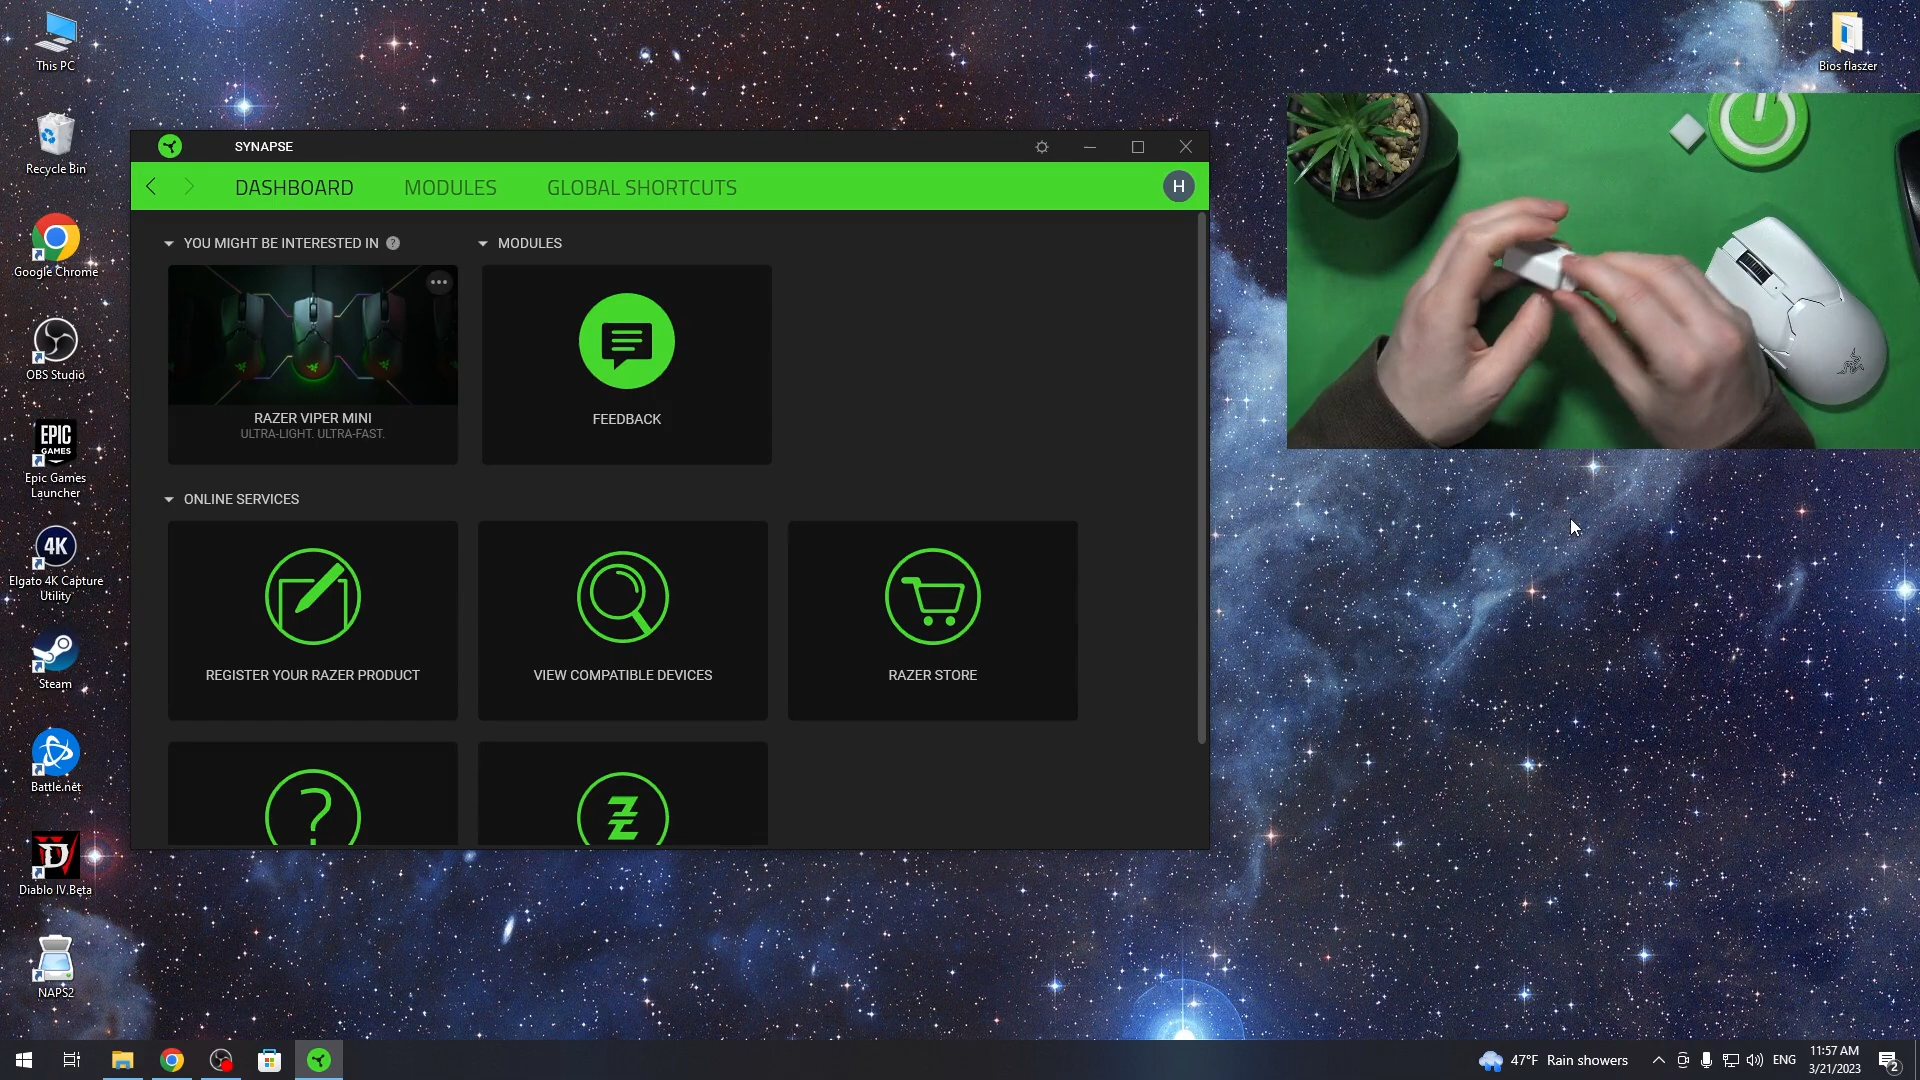 This PC
Recycle Bin
Google Chrome
OBS Studio
EPIC
GAMES
Epic Games
Launcher
4K
Elgato 4K Capture
Utility
Steam
Battle.net
Diablo IV Beta
NAPS2
Bios flaszer
SYNAPSE
DASHBOARD
MODULES
GLOBAL SHORTCUTS
H
YOU MIGHT BE INTERESTED IN ?
MODULES
RAZER VIPER MINI
ULTRA-LIGHT. ULTRA-FAST.
FEEDBACK
ONLINE SERVICES
REGISTER YOUR RAZER PRODUCT
VIEW COMPATIBLE DEVICES
RAZER STORE
?
47°F Rain showers
ENG
11:57 AM
3/21/2023
2